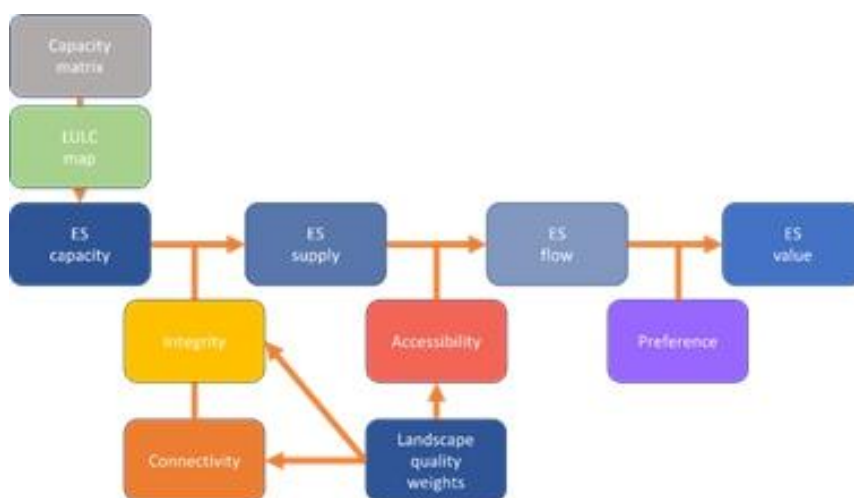 Capacity
matrix
LULC
map
ES
capacity
ES
supply
ES
flow
ES
value
Integrity
Accessibility
Preference
Connectivity
Landscape
quality
weights